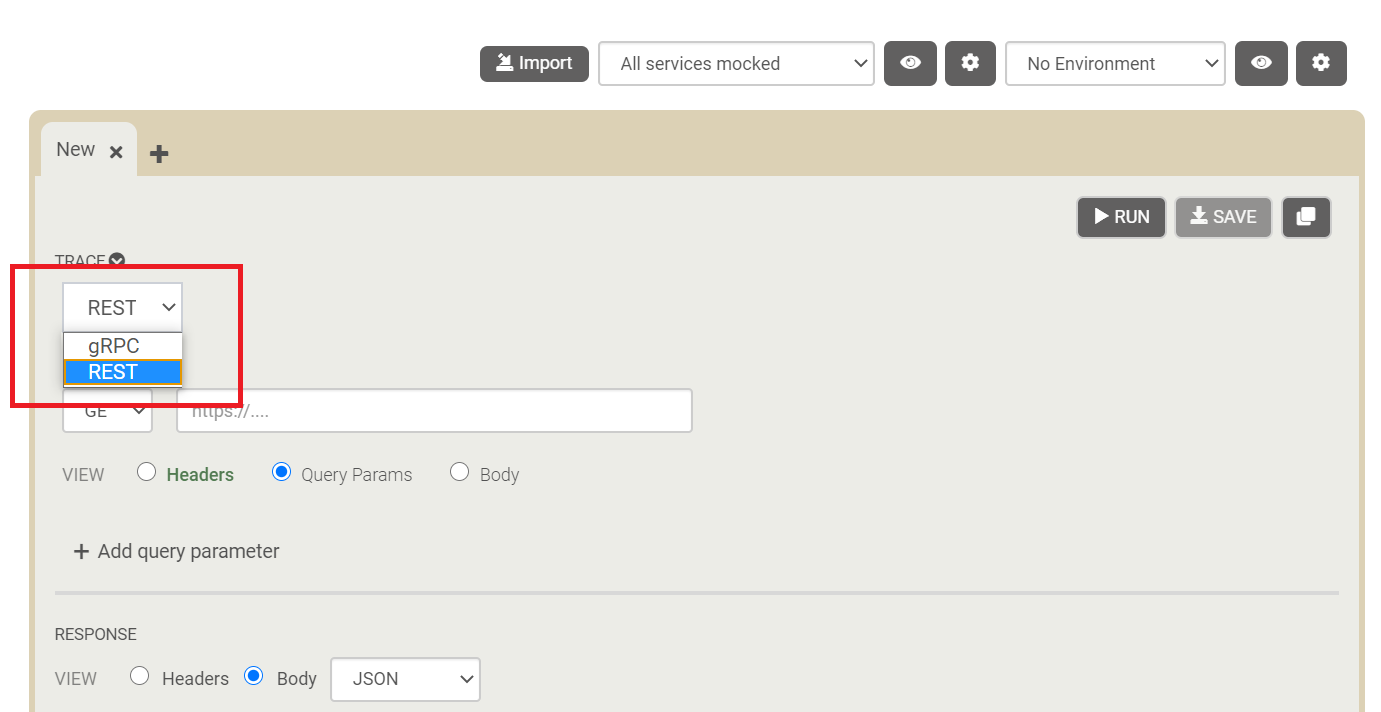 Import All services mocked No Environment
New
RUN SAVE
TRACE
REST
gRPC
REST
GE https://....
VIEW Headers Query Params Body
Add query parameter
RESPONSE
VIEW Headers Body JSON